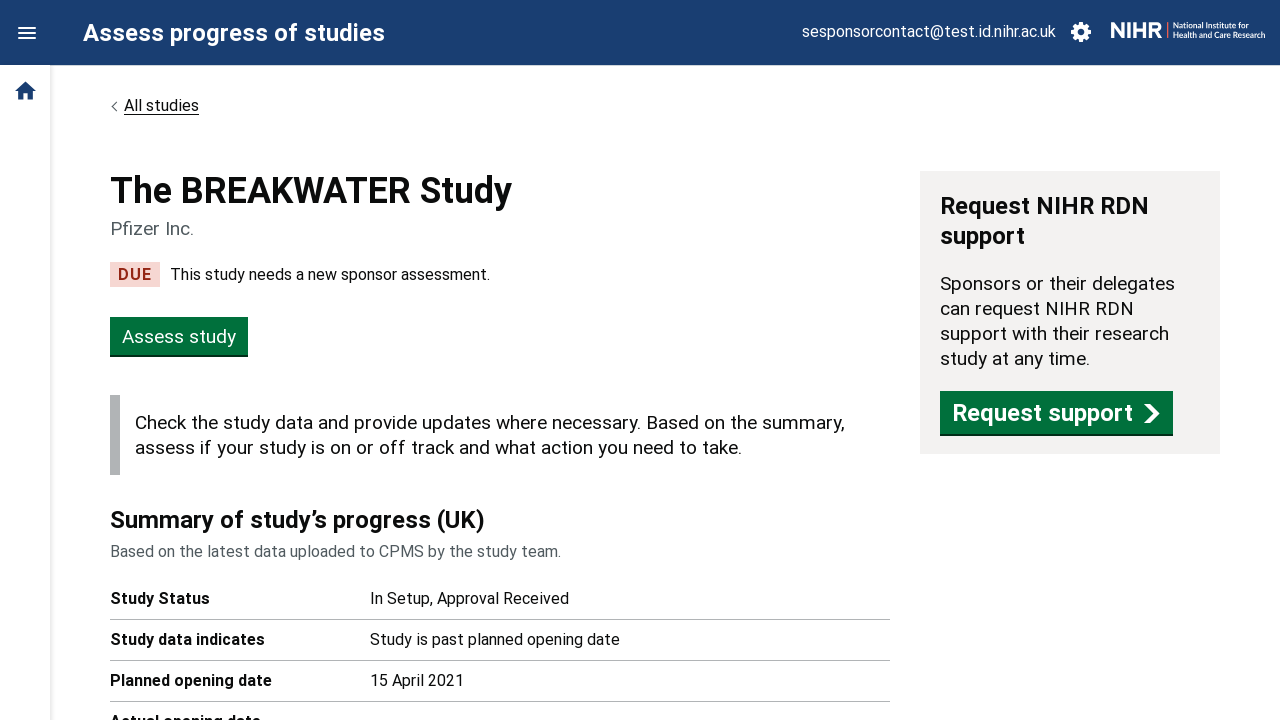 Assess progress of studies
sesponsorcontact@test.id.nihr.ac.uk
NIHR | National Institute for
Health and Care Research
All studies
The BREAKWATER Study
Pfizer Inc.
DUE This study needs a new sponsor assessment.
Assess study
Check the study data and provide updates where necessary. Based on the summary,
assess if your study is on or off track and what action you need to take.
Summary of study’s progress (UK)
Based on the latest data uploaded to CPMS by the study team.
Study Status In Setup, Approval Received
Study data indicates Study is past planned opening date
Planned opening date 15 April 2021
Actual opening date
Request NIHR RDN
support
Sponsors or their delegates
can request NIHR RDN
support with their research
study at any time.
Request support